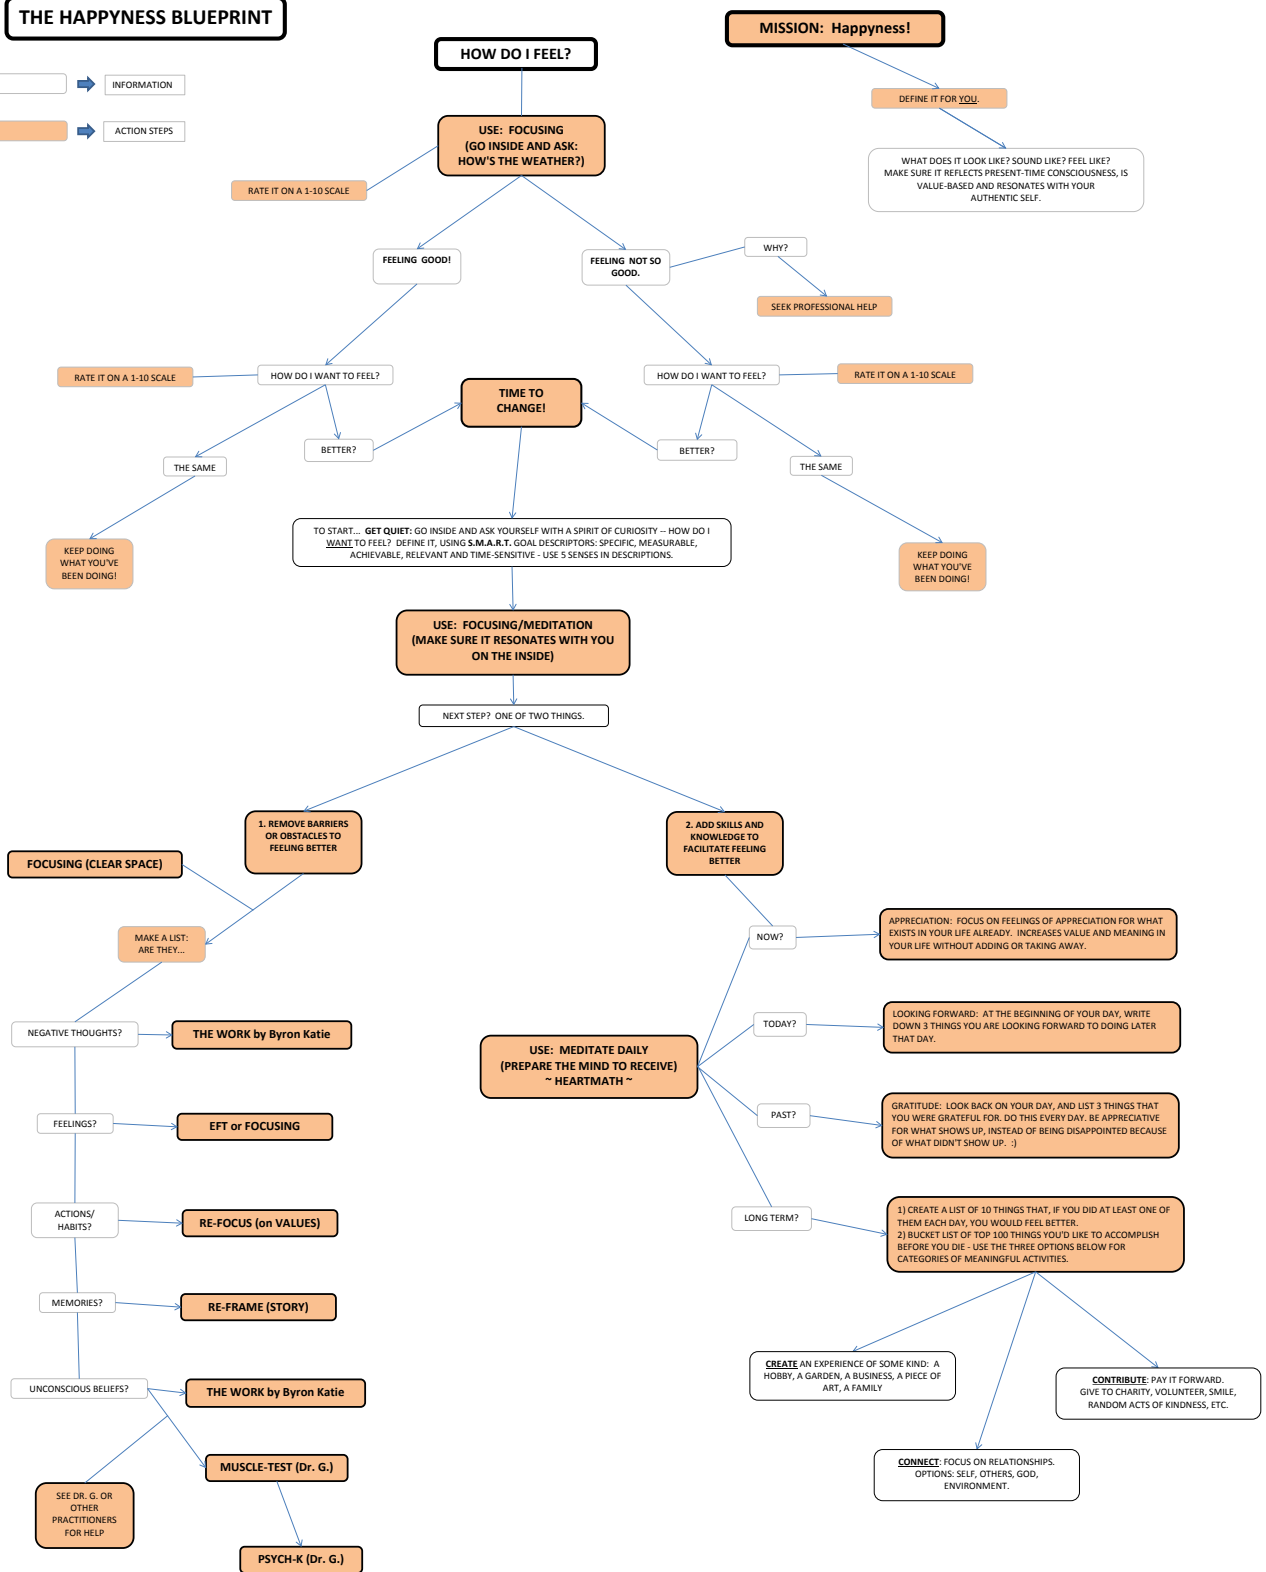 THE HAPPYNESS BLUEPRINT
MISSION:  Happyness!
HOW DO I FEEL?
INFORMATION
ACTION STEPS
DEFINE IT FOR YOU.
USE:  FOCUSING
(GO INSIDE AND ASK:
HOW'S THE WEATHER?)
WHAT DOES IT LOOK LIKE? SOUND LIKE? FEEL LIKE?
MAKE SURE IT REFLECTS PRESENT-TIME CONSCIOUSNESS, IS
VALUE-BASED AND RESONATES WITH YOUR
AUTHENTIC SELF.
RATE IT ON A 1-10 SCALE
FEELING  GOOD!
FEELING  NOT SO
GOOD.
WHY?
SEEK PROFESSIONAL HELP
RATE IT ON A 1-10 SCALE
HOW DO I WANT TO FEEL?
TIME TO
CHANGE!
HOW DO I WANT TO FEEL?
RATE IT ON A 1-10 SCALE
BETTER?
BETTER?
THE SAME
THE SAME
KEEP DOING
WHAT YOU'VE
BEEN DOING!
TO START... GET QUIET: GO INSIDE AND ASK YOURSELF WITH A SPIRIT OF CURIOSITY -- HOW DO I
WANT TO FEEL?  DEFINE IT, USING S.M.A.R.T. GOAL DESCRIPTORS: SPECIFIC, MEASURABLE,
ACHIEVABLE, RELEVANT AND TIME-SENSITIVE - USE 5 SENSES IN DESCRIPTIONS.
KEEP DOING
WHAT YOU'VE
BEEN DOING!
USE:  FOCUSING/MEDITATION
(MAKE SURE IT RESONATES WITH YOU
ON THE INSIDE)
NEXT STEP?  ONE OF TWO THINGS.
1. REMOVE BARRIERS
OR OBSTACLES TO
FEELING BETTER
2. ADD SKILLS AND
KNOWLEDGE TO
FACILITATE FEELING
BETTER
FOCUSING (CLEAR SPACE)
MAKE A LIST:
ARE THEY...
NOW?
APPRECIATION:  FOCUS ON FEELINGS OF APPRECIATION FOR WHAT
EXISTS IN YOUR LIFE ALREADY.  INCREASES VALUE AND MEANING IN
YOUR LIFE WITHOUT ADDING OR TAKING AWAY.
NEGATIVE THOUGHTS?
THE WORK by Byron Katie
TODAY?
LOOKING FORWARD:  AT THE BEGINNING OF YOUR DAY, WRITE
DOWN 3 THINGS YOU ARE LOOKING FORWARD TO DOING LATER
THAT DAY.
USE:  MEDITATE DAILY
(PREPARE THE MIND TO RECEIVE)
~ HEARTMATH ~
FEELINGS?
EFT or FOCUSING
PAST?
GRATITUDE:  LOOK BACK ON YOUR DAY, AND LIST 3 THINGS THAT
YOU WERE GRATEFUL FOR. DO THIS EVERY DAY. BE APPRECIATIVE
FOR WHAT SHOWS UP, INSTEAD OF BEING DISAPPOINTED BECAUSE
OF WHAT DIDN'T SHOW UP.  :)
ACTIONS/
HABITS?
RE-FOCUS (on VALUES)
LONG TERM?
1) CREATE A LIST OF 10 THINGS THAT, IF YOU DID AT LEAST ONE OF
THEM EACH DAY, YOU WOULD FEEL BETTER.
2) BUCKET LIST OF TOP 100 THINGS YOU'D LIKE TO ACCOMPLISH
BEFORE YOU DIE - USE THE THREE OPTIONS BELOW FOR
CATEGORIES OF MEANINGFUL ACTIVITIES.
MEMORIES?
RE-FRAME (STORY)
UNCONSCIOUS BELIEFS?
THE WORK by Byron Katie
CREATE AN EXPERIENCE OF SOME KIND:  A
HOBBY, A GARDEN, A BUSINESS, A PIECE OF
ART, A FAMILY
CONTRIBUTE: PAY IT FORWARD.
GIVE TO CHARITY, VOLUNTEER, SMILE,
RANDOM ACTS OF KINDNESS, ETC.
MUSCLE-TEST (Dr. G.)
CONNECT: FOCUS ON RELATIONSHIPS.
OPTIONS: SELF, OTHERS, GOD,
ENVIRONMENT.
SEE DR. G. OR
OTHER
PRACTITIONERS
FOR HELP
PSYCH-K (Dr. G.)